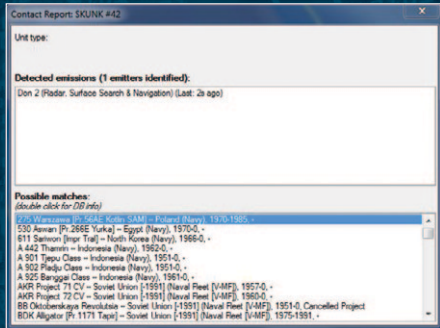 Contact Report: SKUNK #42
x
Unit type:
Detected emissions (1 emitters identified):
Don 2 (Radar, Surface Search & Navigation) (Last: 2s ago)
Possible matches:
(double click for DB info)
275 Warszawa [Pr.56AE Kotlin SAM] – Poland (Navy), 1970-1985, -
530 Aswan [Pr.266E Yurka] – Egypt (Navy), 1970-0, -
611 Sariwon [Impr Tral] – North Korea (Navy), 1966-0, -
A 442 Thamrin – Indonesia (Navy), 1962-0, -
A 901 Tjepu Class – Indonesia (Navy), 1951-0, -
A 902 Pladju Class – Indonesia (Navy), 1951-0, -
A 925 Banggai Class – Indonesia (Navy), 1961-0, -
AKR Project 71 CV – Soviet Union [-1991] (Naval Fleet [V-MF]), 1957-0, -
AKR Project 72 CV – Soviet Union [-1991] (Naval Fleet [V-MF]), 1960-0, -
BB Oktoberskaya Revolutsia – Soviet Union [-1991] (Naval Fleet [V-MF]), 1951-0, Cancelled Project
BDK Alligator [Pr.1171 Tapir] – Soviet Union [-1991] (Naval Fleet [V-MF]), 1975-1991, -